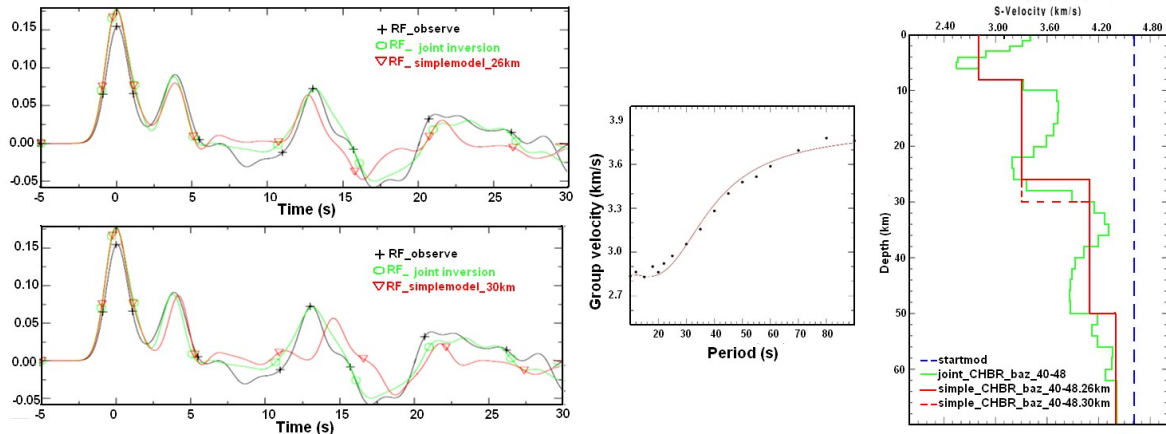 0.15
0.10
0.05
0.00
-0.05
+ RF_observe
RF_ joint inversion
RF_ simplemodel_26km
-5 0 5 10 15 20 25 30
Time (s)
0.15
0.10
0.05
0.00
-0.05
+ RF_observe
RF_ joint inversion
RF_simplemodel_30km
-5 0 5 10 15 20 25 30
Time (s)
Group velocity (km/s)
3.9
3.6
3.3
3.0
2.7
20 30 40 50 60 70 80
Period (s)
S-Velocity (km/s)
2.40 3.00 3.60 4.20 4.80
Depth (km)
0
10
20
30
40
50
60
startmod
joint_CHBR_baz_40-48
simple_CHBR_baz_40-48.26km
simple_CHBR_baz_40-48.30km